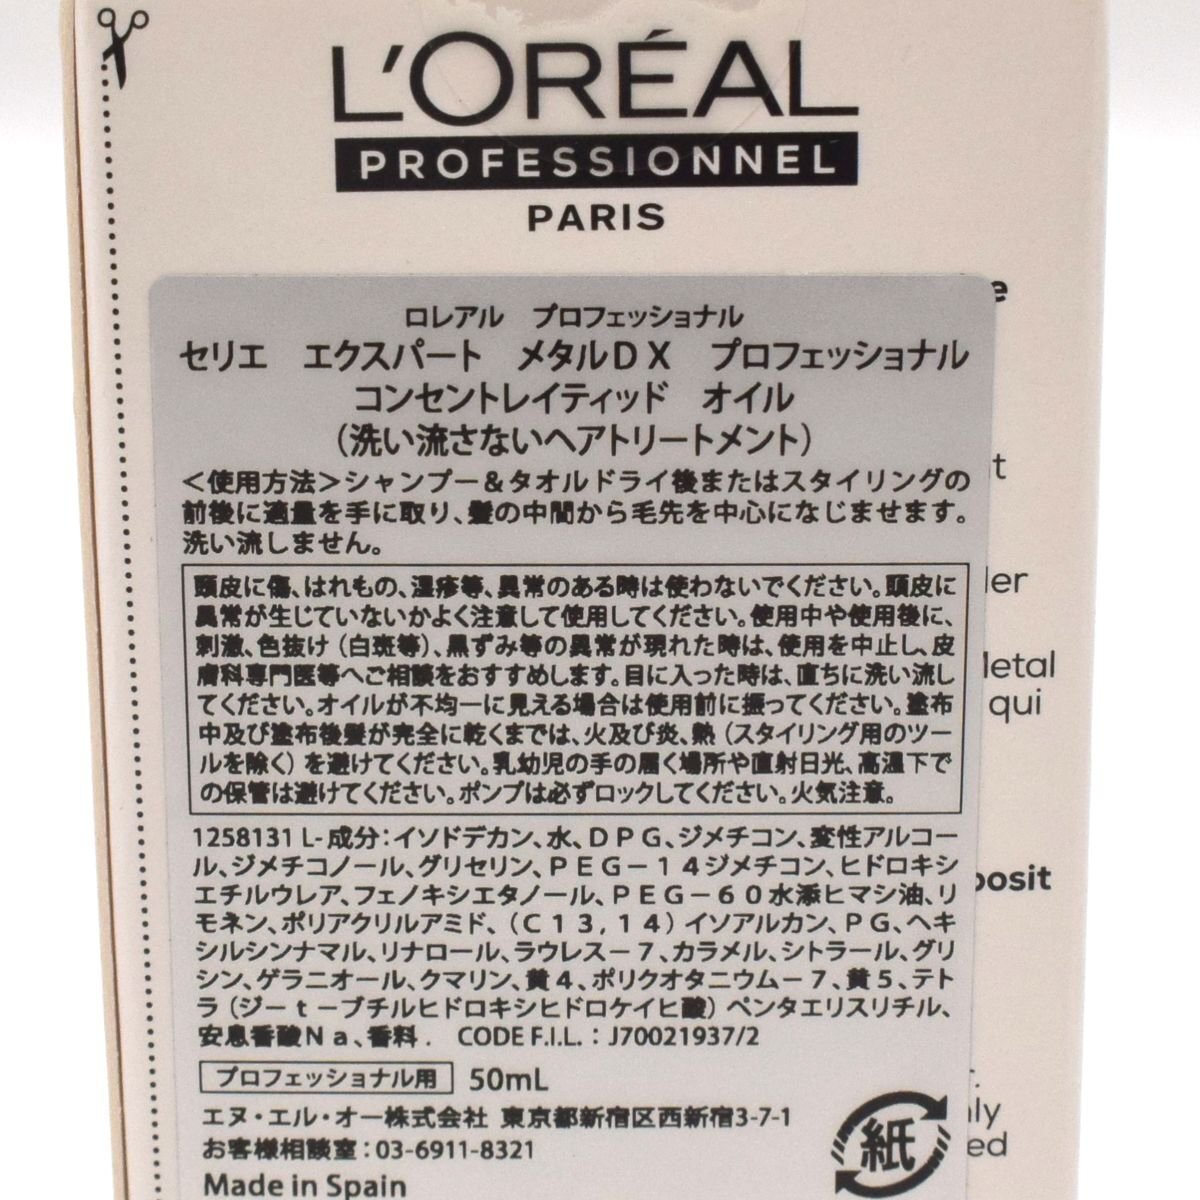 L'ORÉAL
PROFESSIONNEL
PARIS
ロレアル　プロフェッショナル
セリエ　エクスパート　メタルＤＸ　プロフェッショナル
コンセントレイティッド　オイル
（洗い流さないヘアトリートメント）
＜使用方法＞シャンプー＆タオルドライ後またはスタイリングの
前後に適量を手に取り、髪の中間から毛先を中心になじませます。
洗い流しません。
頭皮に傷、はれもの、湿疹等、異常のある時は使わないでください。頭皮に
異常が生じていないかよく注意して使用してください。使用中や使用後に、
刺激、色抜け（白斑等）、黒ずみ等の異常が現れた時は、使用を中止し、皮
膚科専門医等へご相談をおすすめします。目に入った時は、直ちに洗い流し
てください。オイルが不均一に見える場合は使用前に振ってください。塗布
中及び塗布後髪が完全に乾くまでは、火及び炎、熱（スタイリング用のツー
ルを除く）を避けてください。乳幼児の手の届く場所や直射日光、高温下で
の保管は避けてください。ポンプは必ずロックしてください。火気注意。
1258131 L-成分：イソドデカン、水、ＤＰＧ、ジメチコン、変性アルコー
ル、ジメチコノール、グリセリン、ＰＥＧ－１４ジメチコン、ヒドロキシ
エチルウレア、フェノキシエタノール、ＰＥＧ－６０水添ヒマシ油、リ
モネン、ポリアクリルアミド、（Ｃ１３，１４）イソアルカン、ＰＧ、ヘキ
シルシンナマル、リナロール、ラウレス－７、カラメル、シトラール、グリ
シン、ゲラニオール、クマリン、黄４、ポリクオタニウム－７、黄５、テト
ラ（ジーｔーブチルヒドロキシヒドロケイヒ酸）ペンタエリスリチル、
安息香酸Ｎａ、香料． CODE F.I.L.：J70021937/2
プロフェッショナル用 50mL
エヌ・エル・オー株式会社 東京都新宿区西新宿3-7-1
お客様相談室：03-6911-8321
Made in Spain
紙
qui